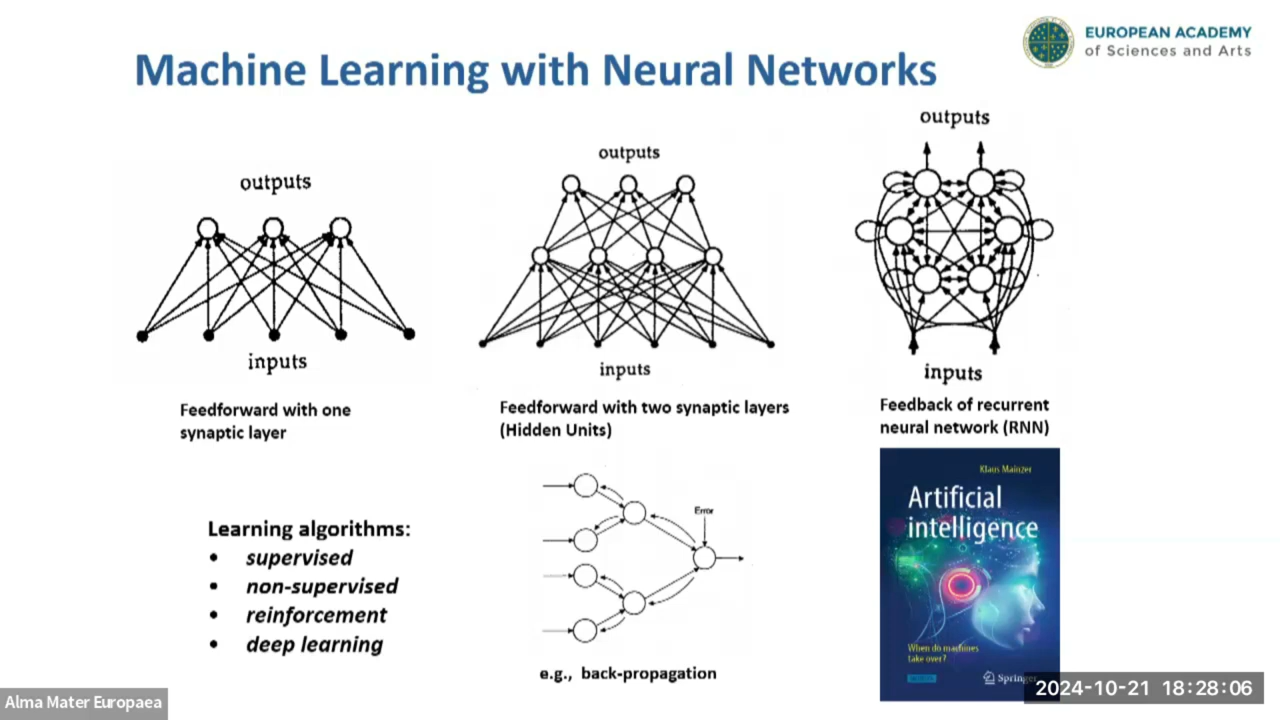 Machine Learning with Neural Networks
EUROPEAN ACADEMY
of Sciences and Arts
outputs
inputs
Feedforward with one
synaptic layer
outputs
inputs
Feedforward with two synaptic layers
(Hidden Units)
outputs
inputs
Feedback of recurrent
neural network (RNN)
Learning algorithms:
• supervised
• non-supervised
• reinforcement
• deep learning
Error
e.g., back-propagation
Klaus Mainzer
Artificial
intelligence
When do machines
take over?
Springer
2024-10-21 18:28:06
Alma Mater Europaea